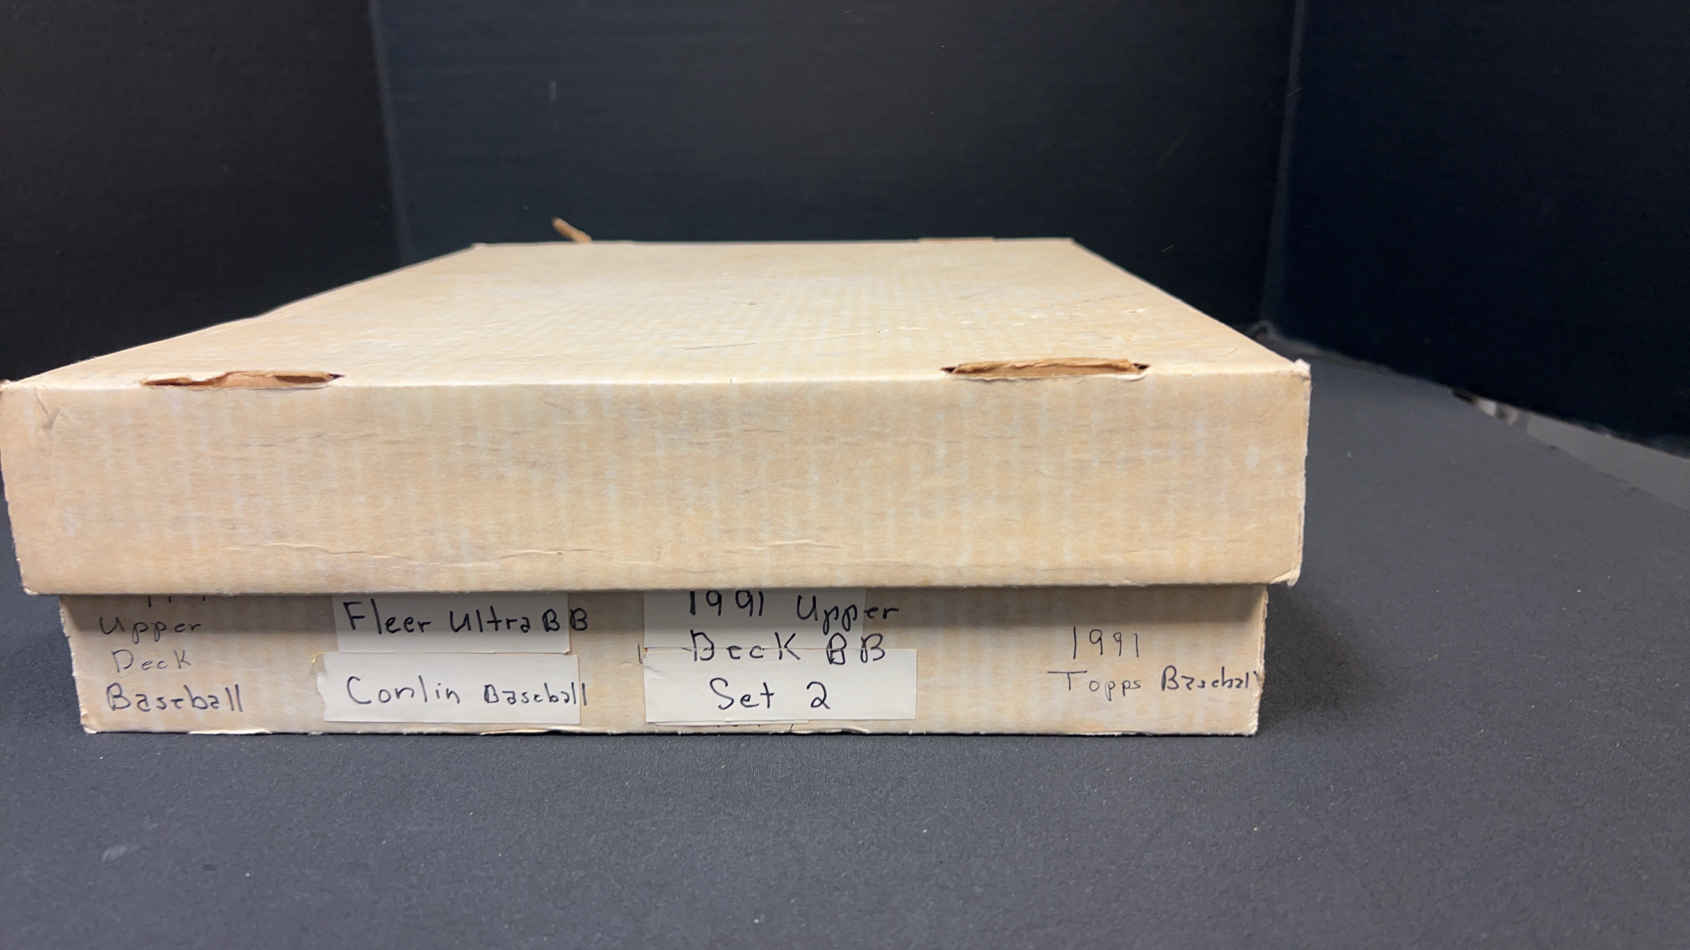 Upper
Deck
Baseball
Fleer Ultra BB
Conlin Baseball
1991 Upper
Deck BB
Set 2
1991
Topps Baseball